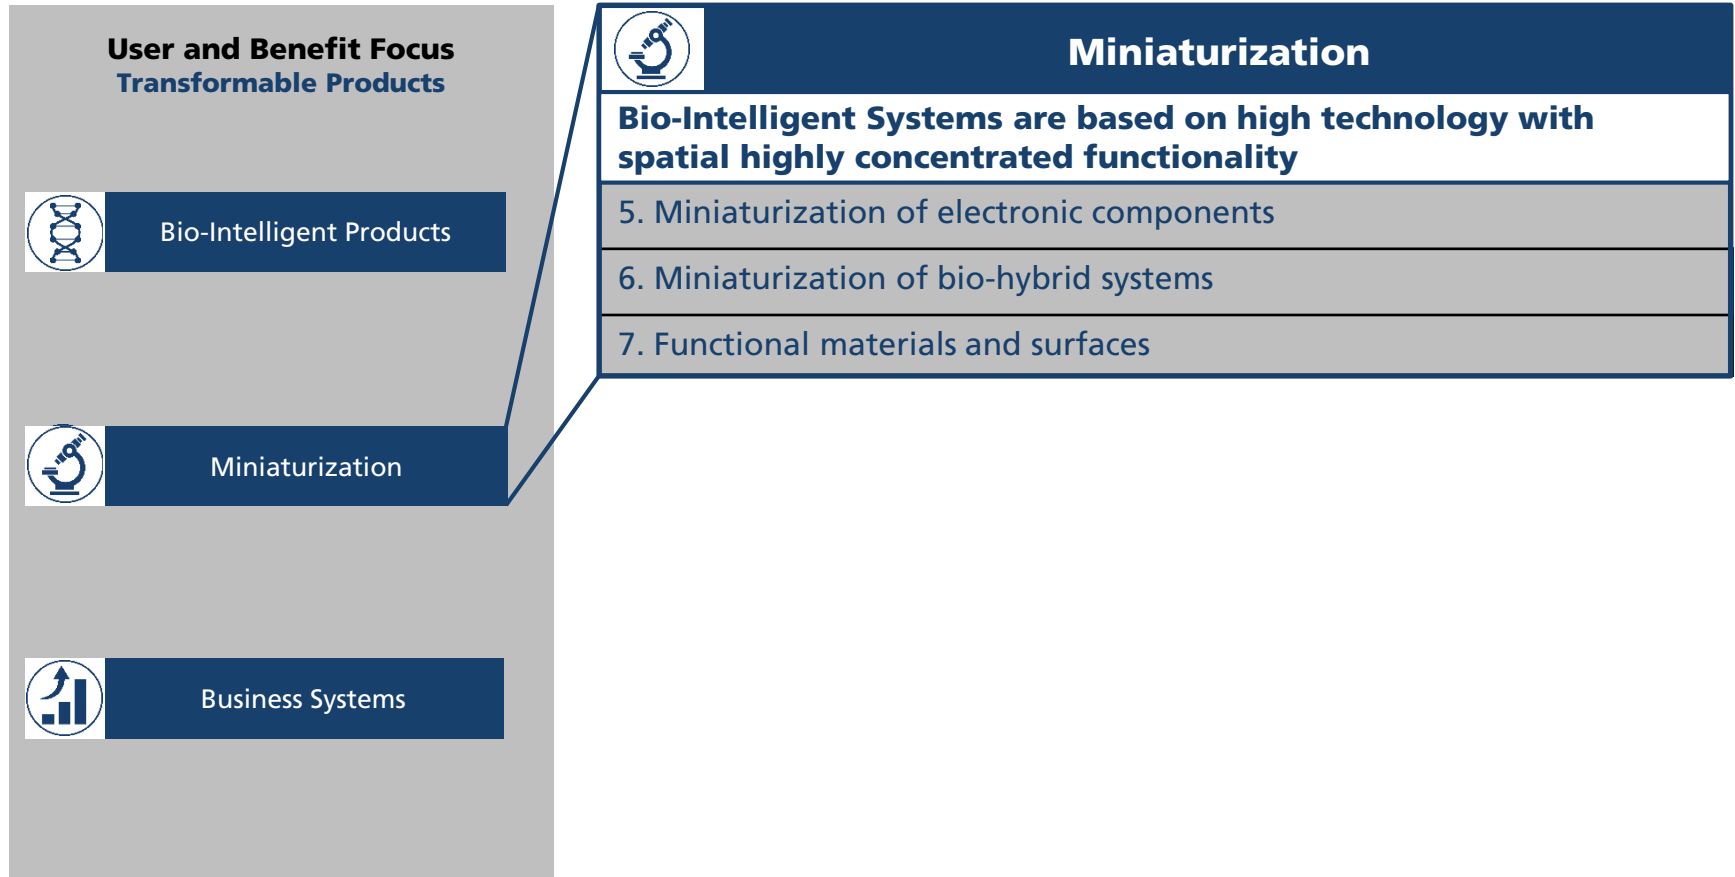 User and Benefit Focus
Transformable Products
Bio-Intelligent Products
Miniaturization
Business Systems
Miniaturization
Bio-Intelligent Systems are based on high technology with
spatial highly concentrated functionality
5. Miniaturization of electronic components
6. Miniaturization of bio-hybrid systems
7. Functional materials and surfaces